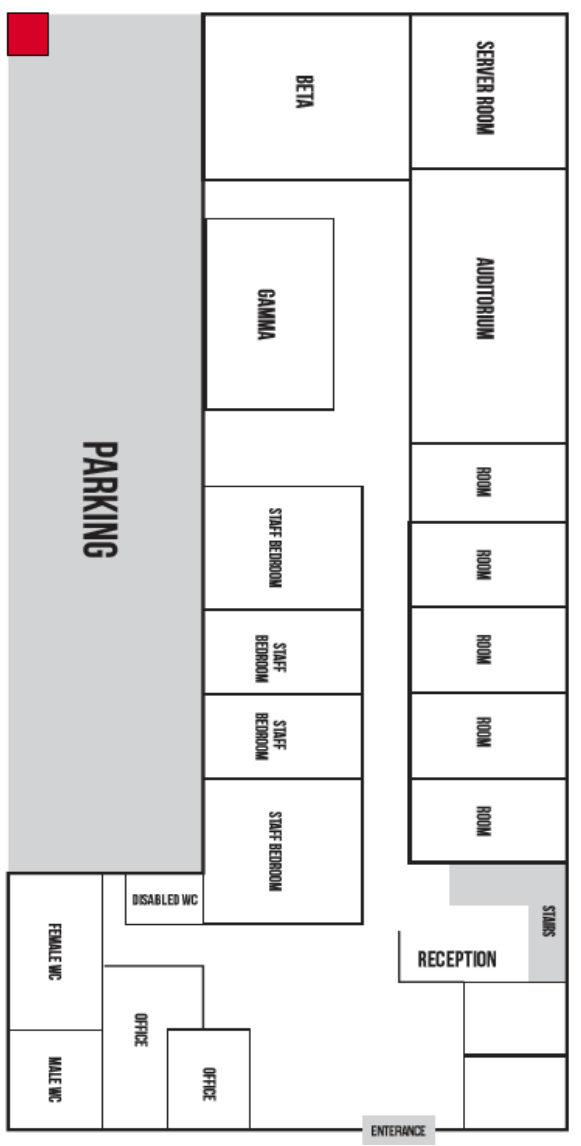 BETA
SERVER ROOM
GAMMA
AUDITORIUM
PARKING
ROOM
STAFF BEDROOM
ROOM
STAFF
BEDROOM
ROOM
STAFF
BEDROOM
ROOM
STAFF BEDROOM
ROOM
DISABLED WC
FEMALE WC
STAIRS
RECEPTION
OFFICE
MALE WC
OFFICE
ENTERANCE